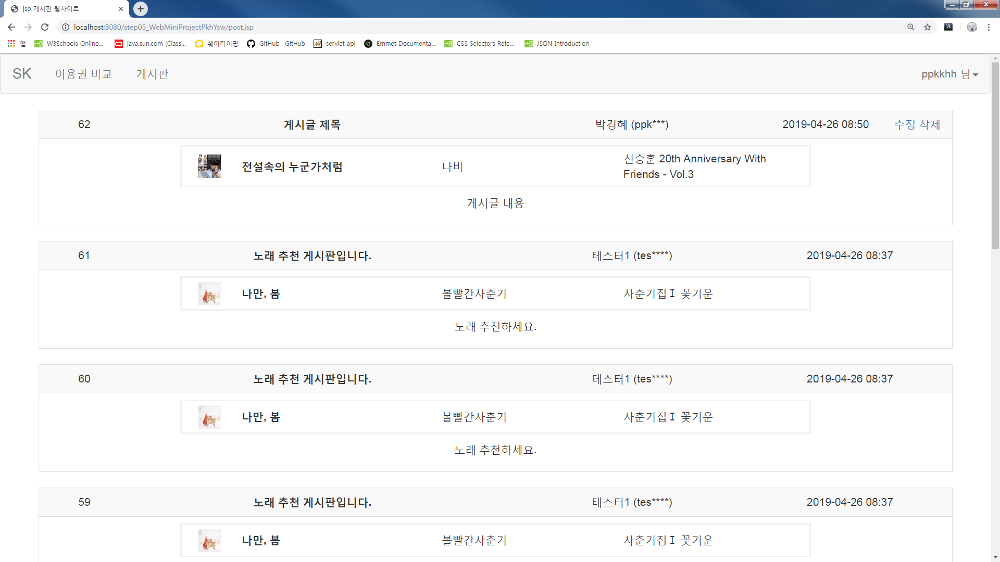 jsp 게시판 웹사이트
localhost:8080/step05_WebMiniProjectPkhYsw/post.jsp
앱 W3Schools Online... java.sun.com (Class... 쉐어타이핑 GitHub · GitHub servlet api Emmet Documenta... CSS Selectors Refe... JSON Introduction
SK 이용권 비교 게시판 ppkkhh 님
62 게시글 제목 박경혜 (ppk***) 2019-04-26 08:50 수정 삭제
전설속의 누군가처럼 나비 신승훈 20th Anniversary With
Friends - Vol.3
게시글 내용
61 노래 추천 게시판입니다. 테스터1 (tes****) 2019-04-26 08:37
나만, 봄 볼빨간사춘기 사춘기집Ⅰ 꽃기운
노래 추천하세요.
60 노래 추천 게시판입니다. 테스터1 (tes****) 2019-04-26 08:37
나만, 봄 볼빨간사춘기 사춘기집Ⅰ 꽃기운
노래 추천하세요.
59 노래 추천 게시판입니다. 테스터1 (tes****) 2019-04-26 08:37
나만, 봄 볼빨간사춘기 사춘기집Ⅰ 꽃기운